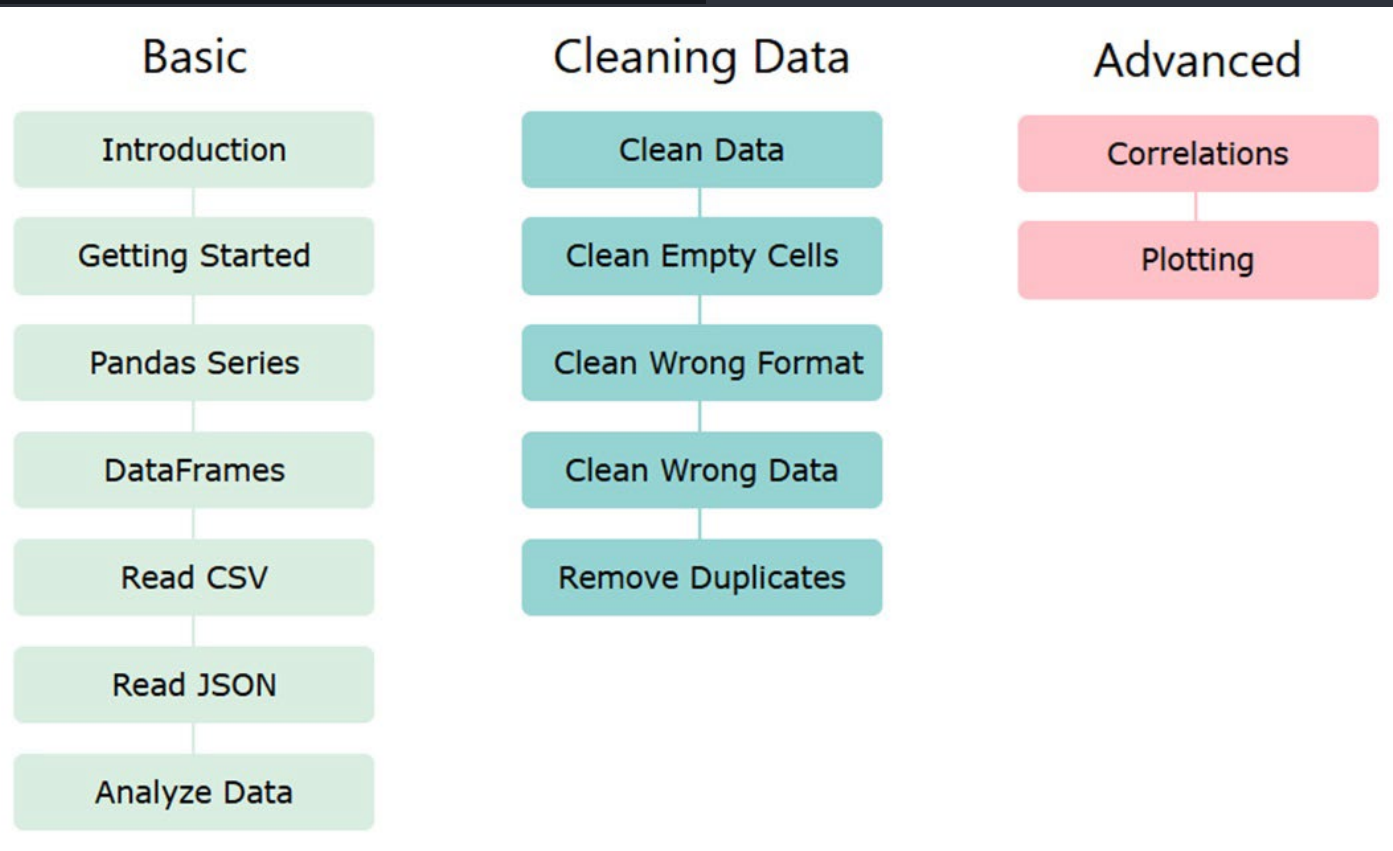 Basic
Introduction
Getting Started
Pandas Series
DataFrames
Read CSV
Read JSON
Analyze Data
Cleaning Data
Clean Data
Clean Empty Cells
Clean Wrong Format
Clean Wrong Data
Remove Duplicates
Advanced
Correlations
Plotting